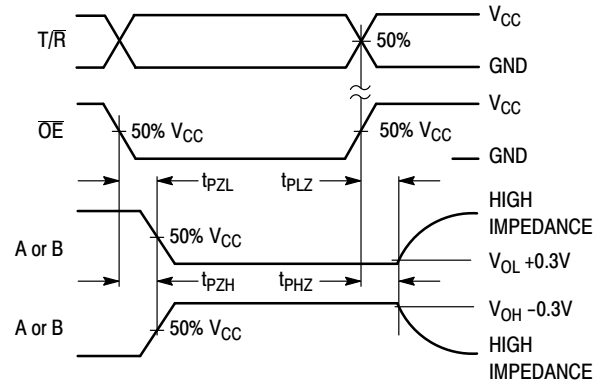 V_CC
T/R̅
50%
GND
V_CC
O̅E̅
50% V_CC
50% V_CC
GND
t_PZL
t_PLZ
HIGH
IMPEDANCE
A or B
50% V_CC
V_OL +0.3V
t_PZH
t_PHZ
V_OH −0.3V
A or B
50% V_CC
HIGH
IMPEDANCE